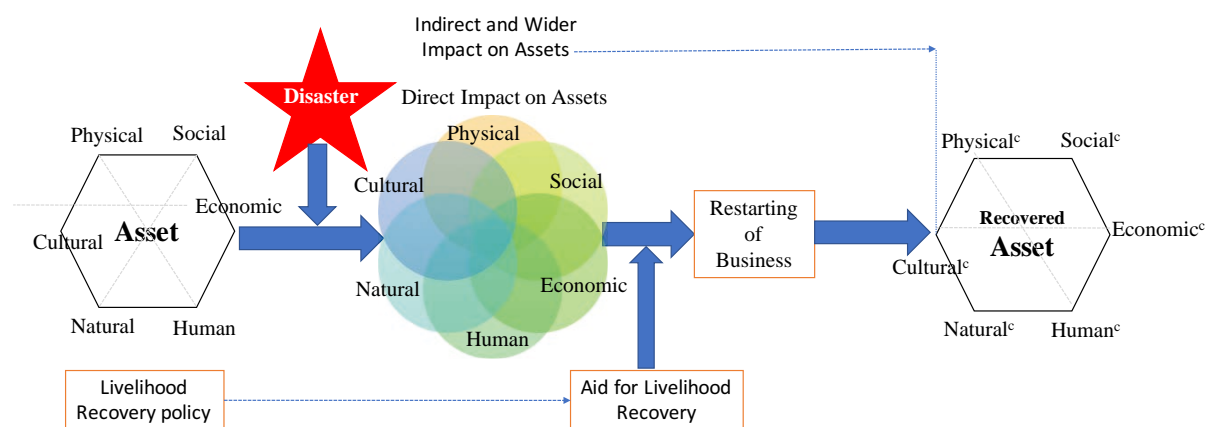 Indirect and Wider
Impact on Assets
Disaster
Direct Impact on Assets
Physical
Social
Economic
Cultural
Asset
Natural
Human
Physical
Cultural
Social
Natural
Economic
Human
Restarting
of
Business
Physicalᶜ
Socialᶜ
Recovered
Asset
Economicᶜ
Culturalᶜ
Naturalᶜ
Humanᶜ
Livelihood
Recovery policy
Aid for Livelihood
Recovery